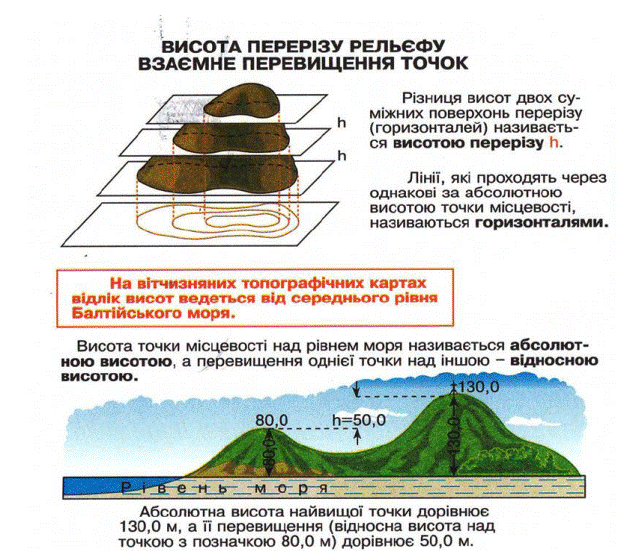 ВИСОТА ПЕРЕРІЗУ РЕЛЬЄФУ
ВЗАЄМНЕ ПЕРЕВИЩЕННЯ ТОЧОК
h
h
Різниця висот двох су-
міжних поверхонь перерізу
(горизонталей) називаєть-
ся висотою перерізу h.
Лінії, які проходять через
однакові за абсолютною
висотою точки місцевості,
називаються горизонталями.
На вітчизняних топографічних картах
відлік висот ведеться від середнього рівня
Балтійського моря.
Висота точки місцевості над рівнем моря називається абсолют-
ною висотою, а перевищення однієї точки над іншою – відносною
висотою.
130,0
80,0
h=50,0
80,0
130,0
Рівень моря
Абсолютна висота найвищої точки дорівнює
130,0 м, а її перевищення (відносна висота над
точкою з позначкою 80,0 м) дорівнює 50,0 м.